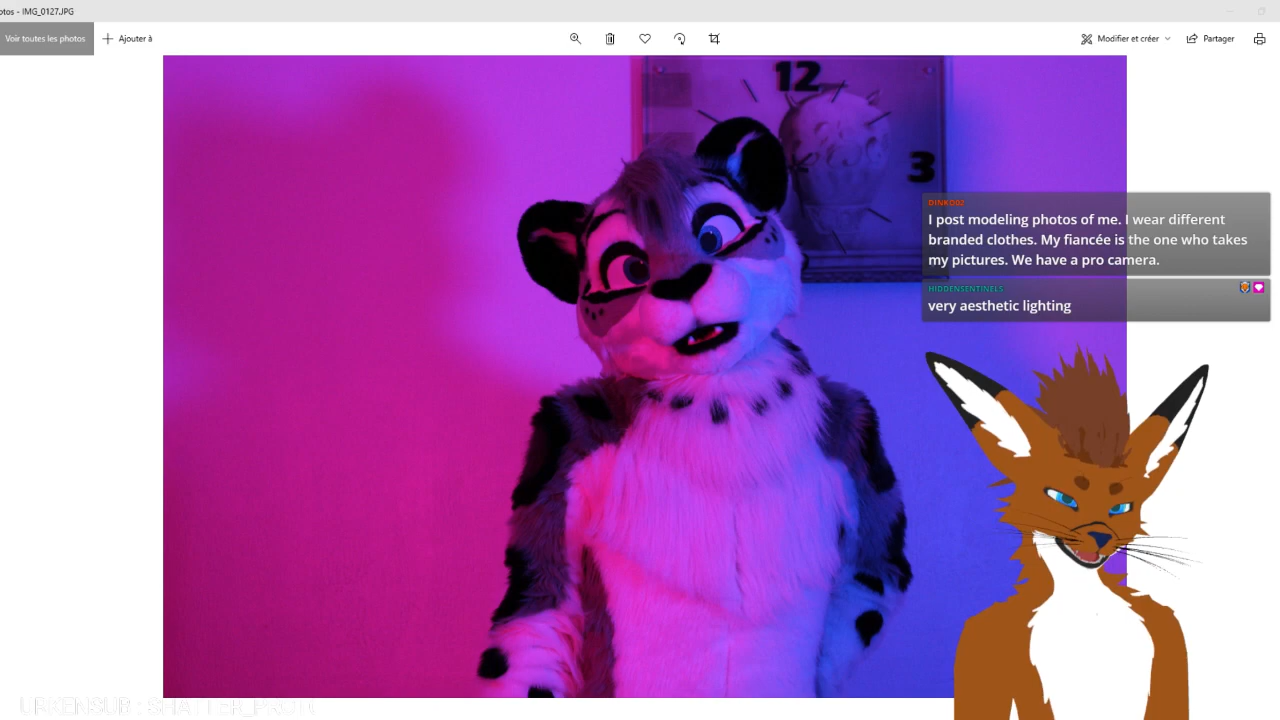 otos - IMG_0127.JPG
Voir toutes les photos
Ajouter à
Modifier et créer
Partager
12
3
DINKO02
I post modeling photos of me. I wear different
branded clothes. My fiancée is the one who takes
my pictures. We have a pro camera.
HIDDENSENTINELS
very aesthetic lighting